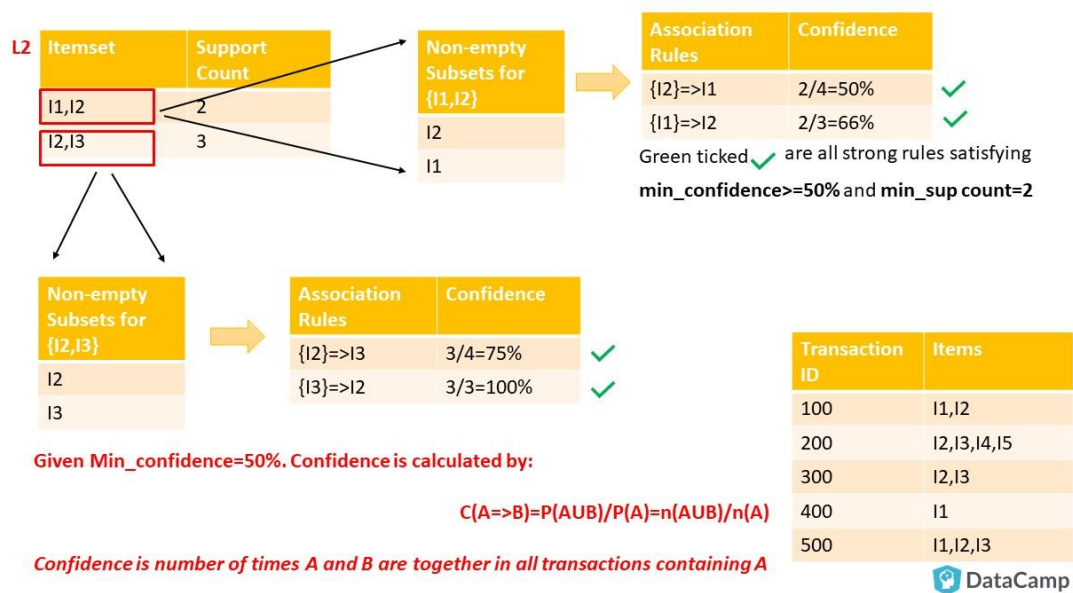 L2
Itemset Support
Count
I1,I2 2
I2,I3 3
Non-empty
Subsets for
{I1,I2}
I2
I1
Association Confidence
Rules
{I2}=>I1 2/4=50%
{I1}=>I2 2/3=66%
Green ticked are all strong rules satisfying
min_confidence>=50% and min_sup count=2
Non-empty
Subsets for
{I2,I3}
I2
I3
Association Confidence
Rules
{I2}=>I3 3/4=75%
{I3}=>I2 3/3=100%
Transaction Items
ID
100 I1,I2
200 I2,I3,I4,I5
300 I2,I3
400 I1
500 I1,I2,I3
Given Min_confidence=50%. Confidence is calculated by:
C(A=>B)=P(AUB)/P(A)=n(AUB)/n(A)
Confidence is number of times A and B are together in all transactions containing A
DataCamp